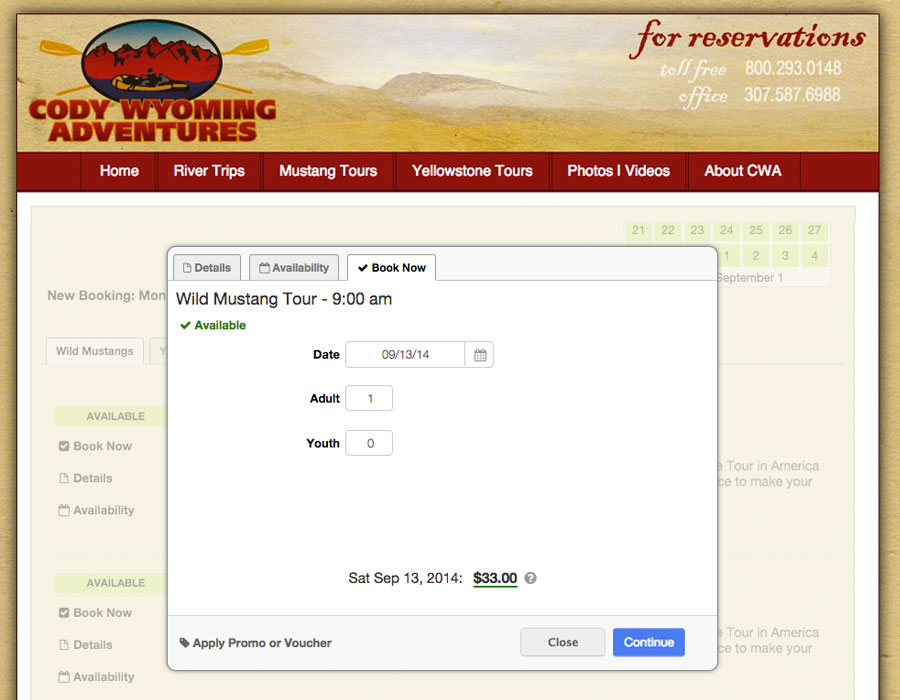 for reservations
toll free 800.293.0148
office 307.587.6988
CODY WYOMING
ADVENTURES
Home River Trips Mustang Tours Yellowstone Tours Photos I Videos About CWA
21 22 23 24 25 26 27
1 2 3 4
September 1
Details Availability Book Now
New Booking: Mon
Wild Mustang Tour - 9:00 am
Available
Wild Mustangs Y
Date 09/13/14
Adult 1
Youth 0
AVAILABLE
Book Now
Details
Availability
e Tour in America
ce to make your
Sat Sep 13, 2014: $33.00 ?
AVAILABLE
Book Now
Details
Availability
e Tour in America
ce to make your
Apply Promo or Voucher Close Continue